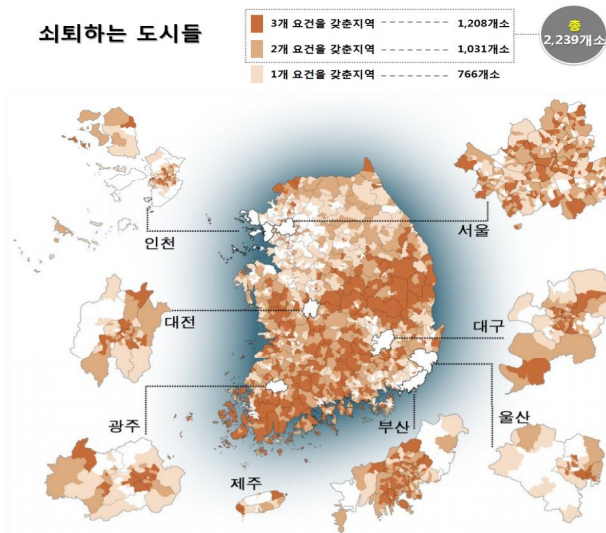 쇠퇴하는 도시들
3개 요건을 갖춘지역 1,208개소
2개 요건을 갖춘지역 1,031개소
1개 요건을 갖춘지역 766개소
총
2,239개소
인천
서울
대전
대구
광주
부산
울산
제주